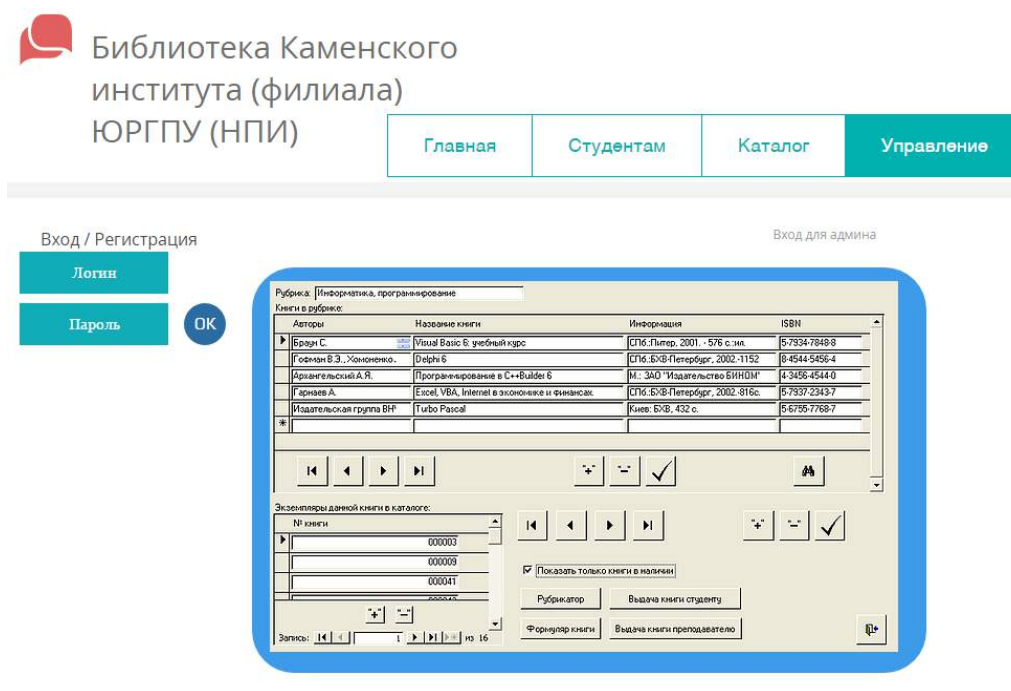 Библиотека Каменского
института (филиала)
ЮРГПУ (НПИ)
Главная Студентам Каталог Управление
Вход / Регистрация
Вход для админа
Логин
Пароль
OK
Рубрика: Информатика, программирование
Книги в рубрике:
Авторы Название книги Информация ISBN
Браун С. Visual Basic 6: учебный курс СПб.:Питер, 2001. - 576 с.:ил. 5-7934-7848-8
Гофман В.Э., Хомоненко. Delphi 6 СПб.:БХВ-Петербург, 2002.-1152 8-4544-5456-4
Архангельский А.Я. Программирование в C++Builder 6 М.: ЗАО "Издательство БИНОМ" 4-3456-4544-0
Гарнаев А. Excel, VBA, Internet в экономике и финансах. СПб.:БХВ-Петербург, 2002.-816с. 5-7937-2343-7
Издательская группа BHV Turbo Pascal Киев: БХВ, 432 с. 5-6755-7768-7
"+" "-"
Экземпляры данной книги в каталоге:
№ книги
000003
000009
000041
"+" "-"
"+" "-"
Показать только книги в наличии
Рубрикатор Выдача книги студенту
Формуляр книги Выдача книги преподавателю
Запись: 1 из 16